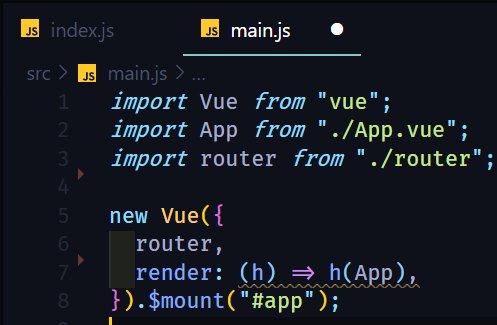 JS index.js JS main.js
src > JS main.js > ...
1 import Vue from "vue";
2 import App from "./App.vue";
3 import router from "./router";
4
5 new Vue({
6 router,
7 render: (h) => h(App),
8 }).$mount("#app");